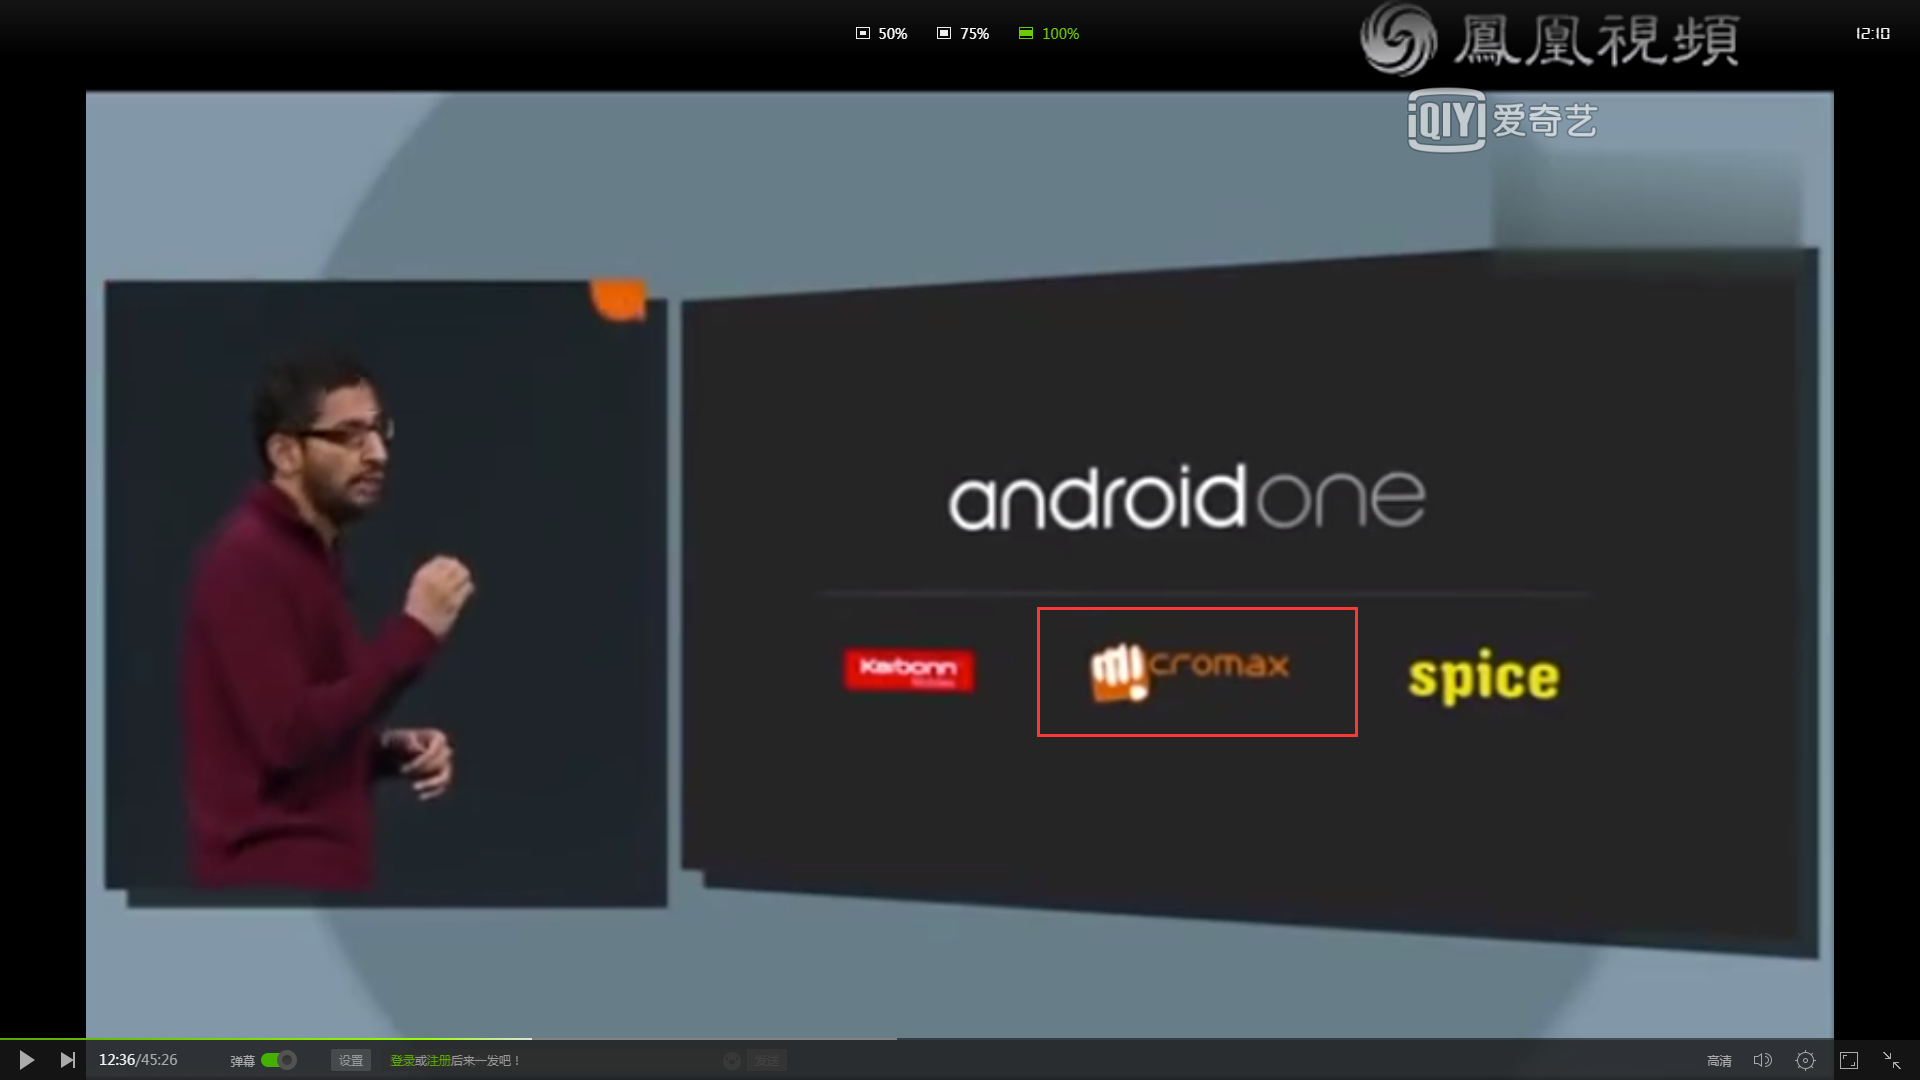 50% 75% 100%
鳳凰視頻
12:10
iQIYI 爱奇艺
androidone
Karbonn
micromax
spice
12:36/45:26
弹幕
设置
登录或注册后来一发吧！
发送
高清